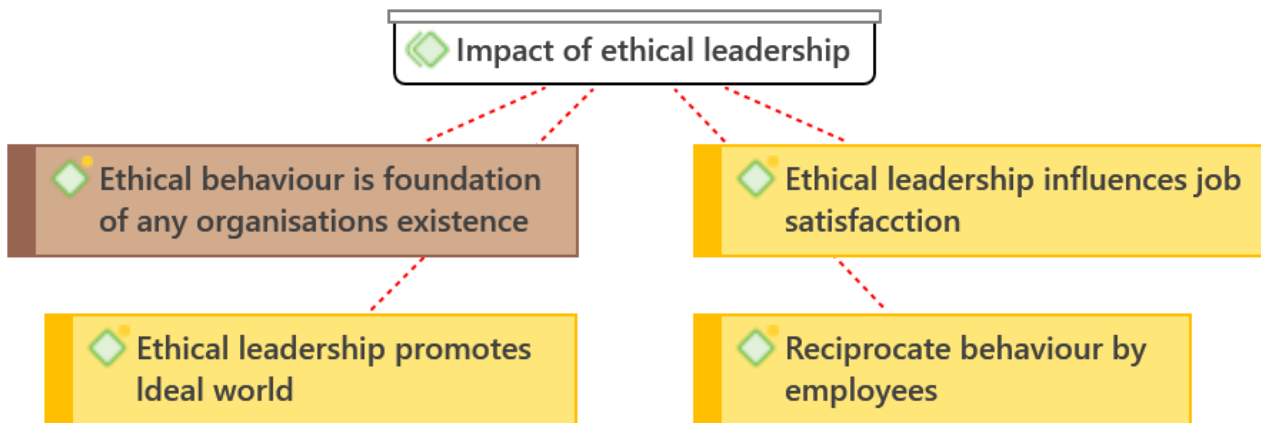 Impact of ethical leadership
Ethical behaviour is foundation
of any organisations existence
Ethical leadership influences job
satisfacction
Ethical leadership promotes
Ideal world
Reciprocate behaviour by
employees